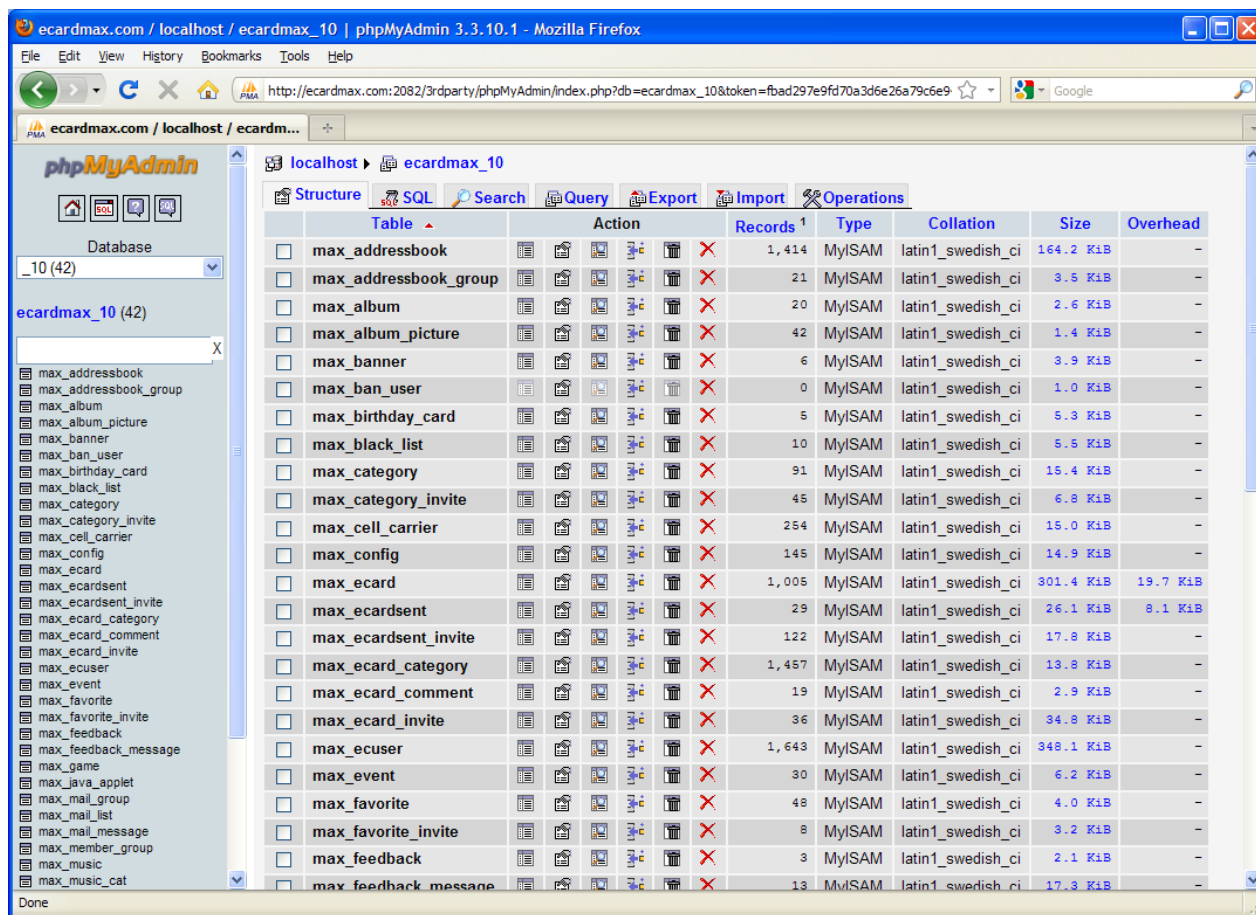 ecardmax.com / localhost / ecardmax_10 | phpMyAdmin 3.3.10.1 - Mozilla Firefox
File Edit View History Bookmarks Tools Help
http://ecardmax.com:2082/3rdparty/phpMyAdmin/index.php?db=ecardmax_10&token=fbad297e9fd70a3d6e26a79c6e9 Google
ecardmax.com / localhost / ecardm...
phpMyAdmin
SQL
Database
_10 (42)
ecardmax_10 (42)
X
max_addressbook
max_addressbook_group
max_album
max_album_picture
max_banner
max_ban_user
max_birthday_card
max_black_list
max_category
max_category_invite
max_cell_carrier
max_config
max_ecard
max_ecardsent
max_ecardsent_invite
max_ecard_category
max_ecard_comment
max_ecard_invite
max_ecuser
max_event
max_favorite
max_favorite_invite
max_feedback
max_feedback_message
max_game
max_java_applet
max_mail_group
max_mail_list
max_mail_message
max_member_group
max_music
max_music_cat
localhost ecardmax_10
Structure SQL Search Query Export Import Operations
Table Action Records 1 Type Collation Size Overhead
max_addressbook 1,414 MyISAM latin1_swedish_ci 164.2 KiB -
max_addressbook_group 21 MyISAM latin1_swedish_ci 3.5 KiB -
max_album 20 MyISAM latin1_swedish_ci 2.6 KiB -
max_album_picture 42 MyISAM latin1_swedish_ci 1.4 KiB -
max_banner 6 MyISAM latin1_swedish_ci 3.9 KiB -
max_ban_user 0 MyISAM latin1_swedish_ci 1.0 KiB -
max_birthday_card 5 MyISAM latin1_swedish_ci 5.3 KiB -
max_black_list 10 MyISAM latin1_swedish_ci 5.5 KiB -
max_category 91 MyISAM latin1_swedish_ci 15.4 KiB -
max_category_invite 45 MyISAM latin1_swedish_ci 6.8 KiB -
max_cell_carrier 254 MyISAM latin1_swedish_ci 15.0 KiB -
max_config 145 MyISAM latin1_swedish_ci 14.9 KiB -
max_ecard 1,005 MyISAM latin1_swedish_ci 301.4 KiB 19.7 KiB
max_ecardsent 29 MyISAM latin1_swedish_ci 26.1 KiB 8.1 KiB
max_ecardsent_invite 122 MyISAM latin1_swedish_ci 17.8 KiB -
max_ecard_category 1,457 MyISAM latin1_swedish_ci 13.8 KiB -
max_ecard_comment 19 MyISAM latin1_swedish_ci 2.9 KiB -
max_ecard_invite 36 MyISAM latin1_swedish_ci 34.8 KiB -
max_ecuser 1,643 MyISAM latin1_swedish_ci 348.1 KiB -
max_event 30 MyISAM latin1_swedish_ci 6.2 KiB -
max_favorite 48 MyISAM latin1_swedish_ci 4.0 KiB -
max_favorite_invite 8 MyISAM latin1_swedish_ci 3.2 KiB -
max_feedback 3 MyISAM latin1_swedish_ci 2.1 KiB -
max_feedback_message 13 MyISAM latin1_swedish_ci 17.3 KiB -
Done